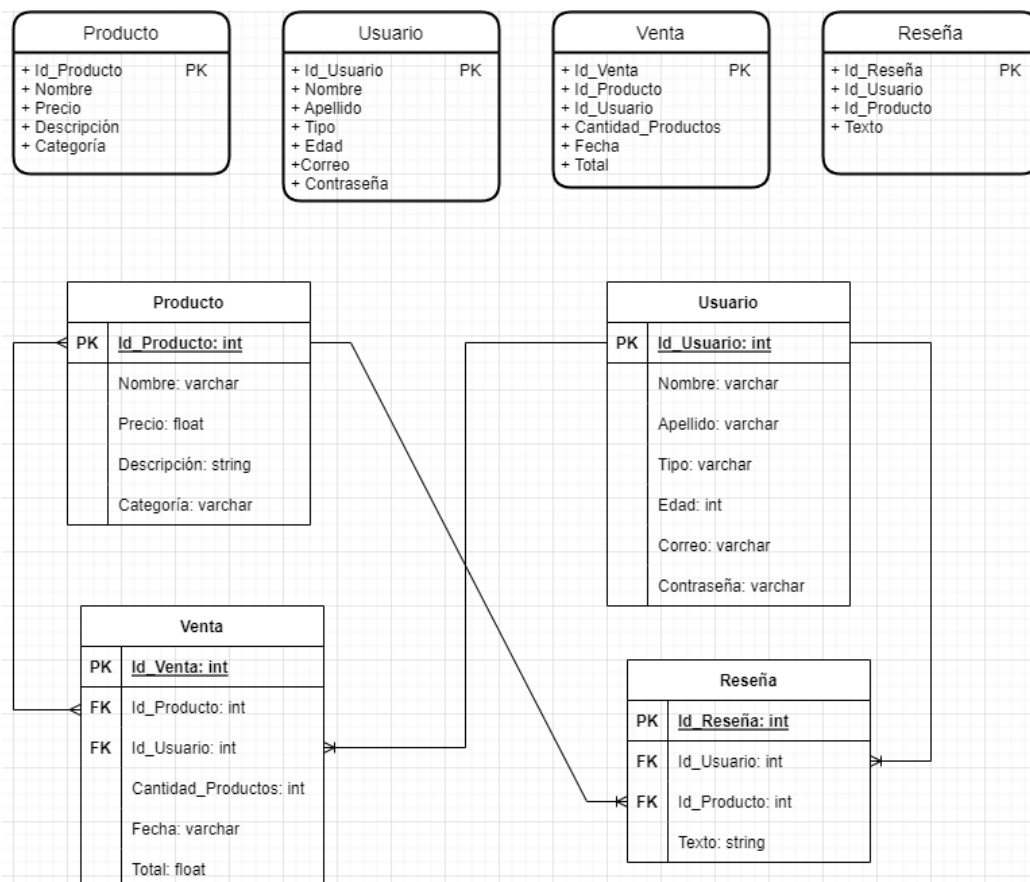 Producto
+ Id_Producto PK
+ Nombre
+ Precio
+ Descripción
+ Categoría
Usuario
+ Id_Usuario PK
+ Nombre
+ Apellido
+ Tipo
+ Edad
+Correo
+ Contraseña
Venta
+ Id_Venta PK
+ Id_Producto
+ Id_Usuario
+ Cantidad_Productos
+ Fecha
+ Total
Reseña
+ Id_Reseña PK
+ Id_Usuario
+ Id_Producto
+ Texto
Producto
PK Id_Producto: int
Nombre: varchar
Precio: float
Descripción: string
Categoría: varchar
Usuario
PK Id_Usuario: int
Nombre: varchar
Apellido: varchar
Tipo: varchar
Edad: int
Correo: varchar
Contraseña: varchar
Venta
PK Id_Venta: int
FK Id_Producto: int
FK Id_Usuario: int
Cantidad_Productos: int
Fecha: varchar
Total: float
Reseña
PK Id_Reseña: int
FK Id_Usuario: int
FK Id_Producto: int
Texto: string